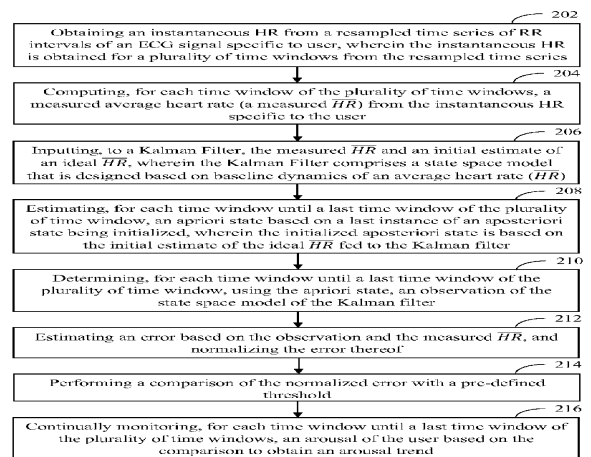 202
Obtaining an instantaneous HR from a resampled time series of RR
intervals of an ECG signal specific to user, wherein the instantaneous HR
is obtained for a plurality of time windows from the resampled time series
204
Computing, for each time window of the plurality of time windows, a
measured average heart rate (a measured H̅R̅) from the instantaneous HR
specific to the user
206
Inputting, to a Kalman Filter, the measured H̅R̅ and an initial estimate of
an ideal H̅R̅, wherein the Kalman Filter comprises a state space model
that is designed based on baseline dynamics of an average heart rate (H̅R̅)
208
Estimating, for each time window until a last time window of the plurality
of time window, an apriori state based on a last instance of an aposteriori
state being initialized, wherein the initialized aposteriori state is based on
the initial estimate of the ideal H̅R̅ fed to the Kalman filter
210
Determining, for each time window until a last time window of the
plurality of time window, using the apriori state, an observation of the
state space model of the Kalman filter
212
Estimating an error based on the observation and the measured H̅R̅, and
normalizing the error thereof
214
Performing a comparison of the normalized error with a pre-defined
threshold
216
Continually monitoring, for each time window until a last time window of
the plurality of time windows, an arousal of the user based on the
comparison to obtain an arousal trend